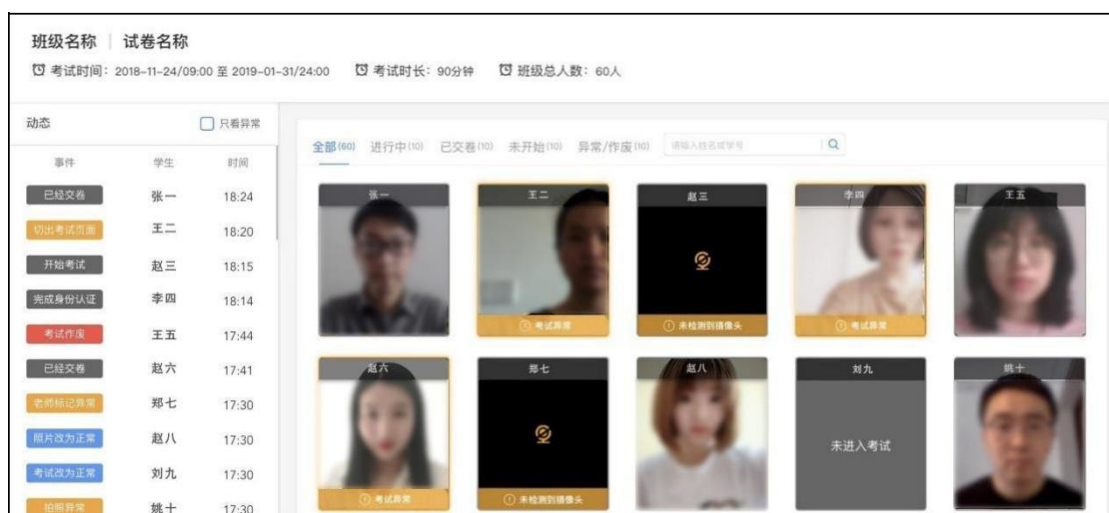 班级名称 | 试卷名称
考试时间：2018-11-24/09:00 至 2019-01-31/24:00 考试时长：90分钟 班级总人数：60人
动态 只看异常
全部(60) 进行中(10) 已交卷(10) 未开始(10) 异常/作废(10) 请输入姓名或学号
事件 学生 时间
已经交卷 张一 18:24
切出考试页面 王二 18:20
开始考试 赵三 18:15
完成身份认证 李四 18:14
考试作废 王五 17:44
已经交卷 赵六 17:41
老师标记异常 郑七 17:30
照片改为正常 赵八 17:30
考试改为正常 刘九 17:30
拍照异常 姚十 17:30
张一 王二 赵三 李四 王五
考试异常 未检测到摄像头 考试异常
赵六 郑七 赵八 刘九 姚十
未进入考试
考试异常 未检测到摄像头